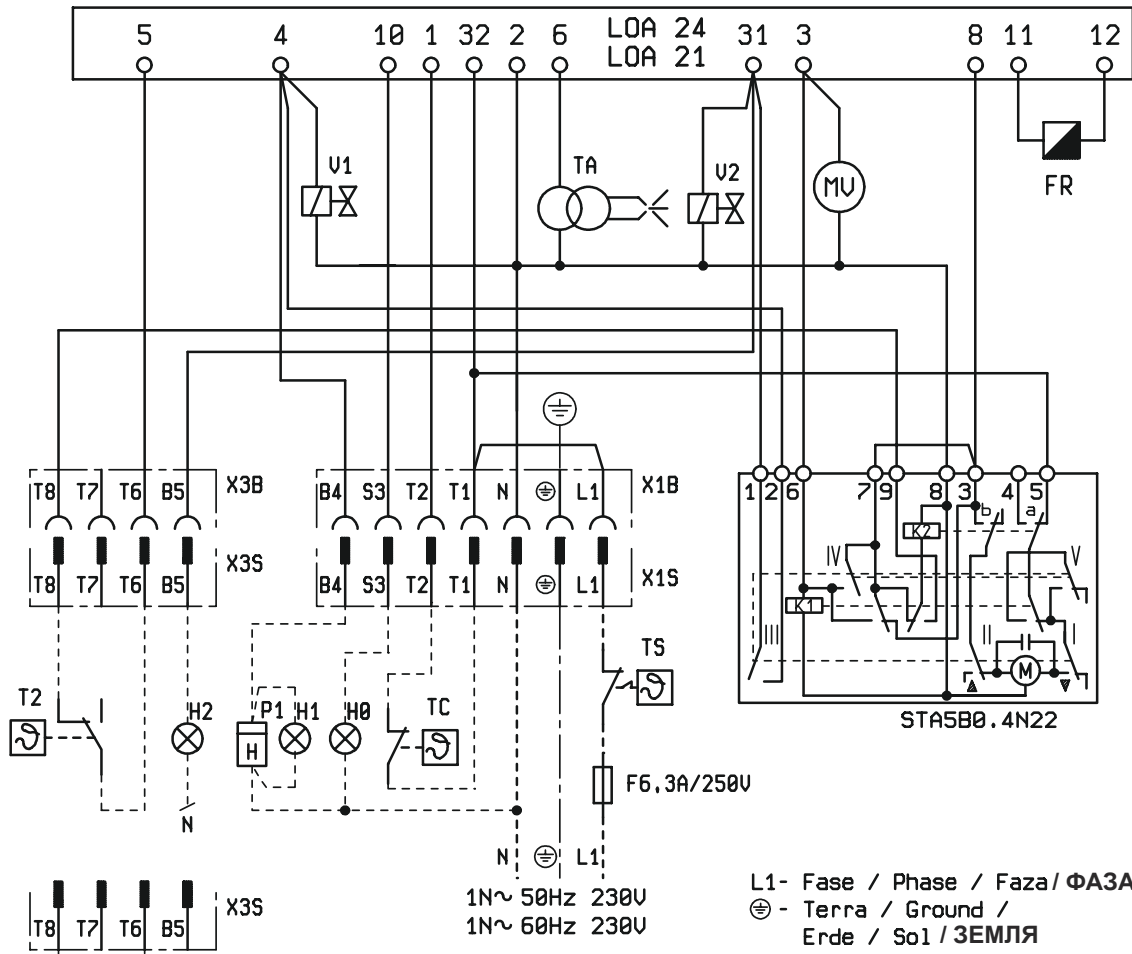 LOA 24
LOA 21
5 4 10 1 32 2 6 31 3 8 11 12
V1
TA
V2
MV
FR
T8 T7 T6 B5 X3B
B4 S3 T2 T1 N L1 X1B
1 2 6 7 9 8 3 4 5
b a
K2
IV V
X3S
T8 T7 T6 B5
B4 S3 T2 T1 N L1 X1S
K1
III II I
M
STA5B0.4N22
TS
T2
H2
P1 H1 H0
TC
H
N
F6,3A/250V
N L1
1N~ 50Hz 230V
1N~ 60Hz 230V
X3S
T8 T7 T6 B5
L1- Fase / Phase / Faza / ФАЗА
- Terra / Ground /
Erde / Sol / ЗЕМЛЯ